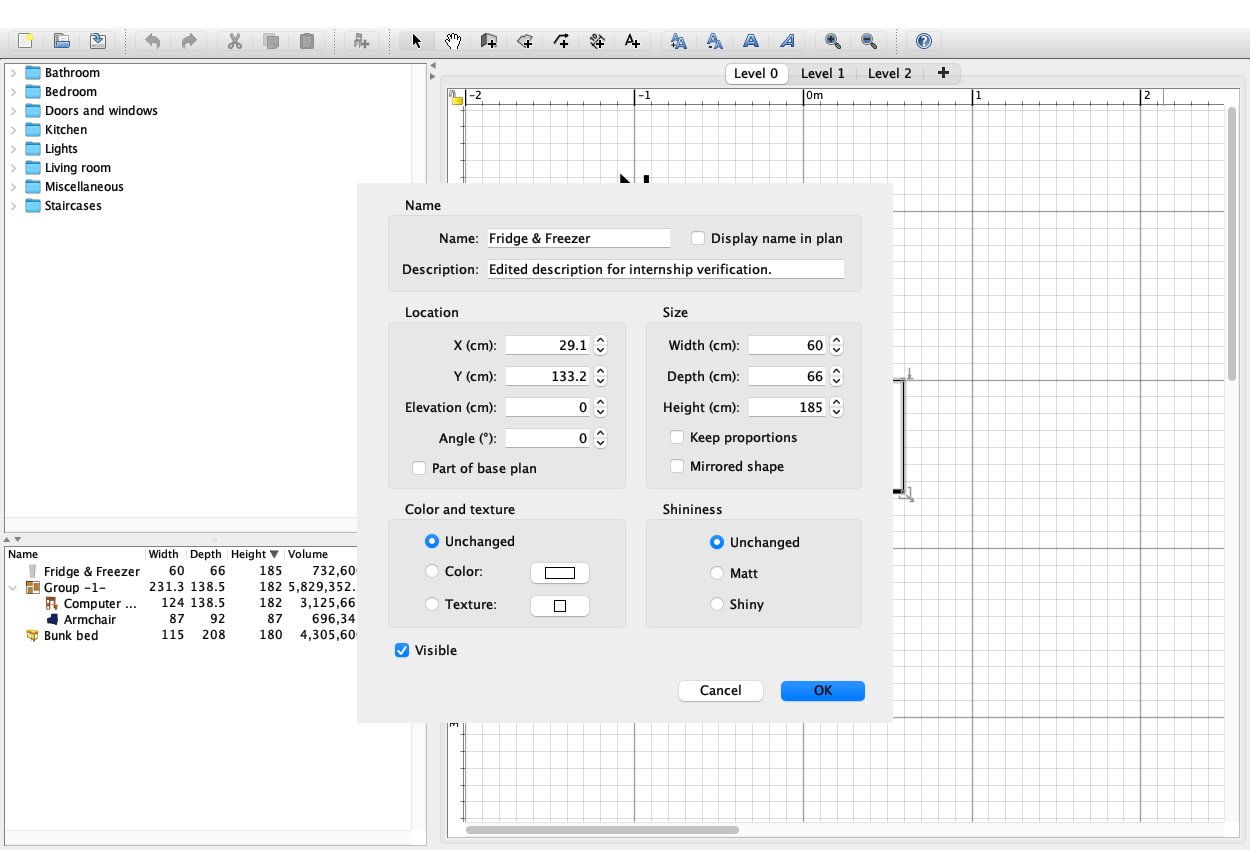 Level 0 Level 1 Level 2
-2 -1 0m 1 2
Bathroom
Bedroom
Doors and windows
Kitchen
Lights
Living room
Miscellaneous
Staircases
Name
Name: Fridge & Freezer Display name in plan
Description: Edited description for internship verification.
Location Size
X (cm): 29.1 Width (cm): 60
Y (cm): 133.2 Depth (cm): 66
Elevation (cm): 0 Height (cm): 185
Angle (°): 0 Keep proportions
Part of base plan Mirrored shape
Color and texture Shininess
Unchanged Unchanged
Color: Matt
Texture: Shiny
Visible
Cancel OK
Name Width Depth Height Volume
Fridge & Freezer 60 66 185 732,60
Group -1- 231.3 138.5 182 5,829,352.
Computer ... 124 138.5 182 3,125,66
Armchair 87 92 87 696,34
Bunk bed 115 208 180 4,305,60
3